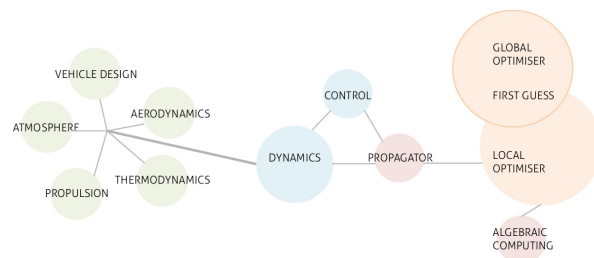 VEHICLE DESIGN
AERODYNAMICS
ATMOSPHERE
THERMODYNAMICS
PROPULSION
CONTROL
DYNAMICS
PROPAGATOR
GLOBAL
OPTIMISER
FIRST GUESS
LOCAL
OPTIMISER
ALGEBRAIC
COMPUTING